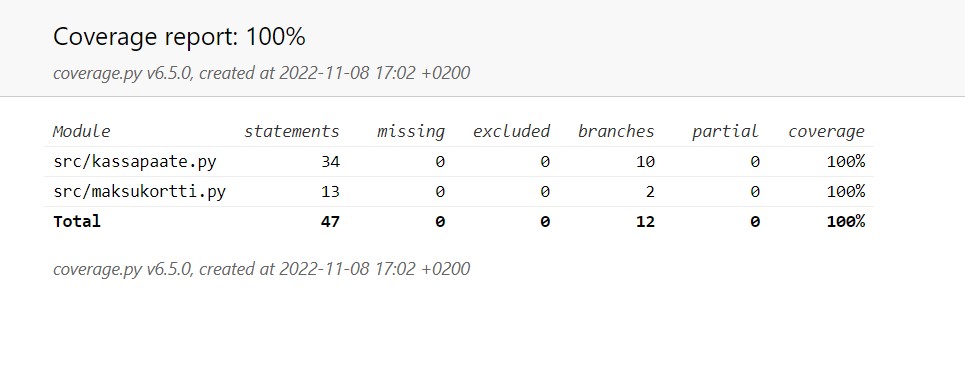 Coverage report: 100%
coverage.py v6.5.0, created at 2022-11-08 17:02 +0200
Module statements missing excluded branches partial coverage
src/kassapaate.py 34 0 0 10 0 100%
src/maksukortti.py 13 0 0 2 0 100%
Total 47 0 0 12 0 100%
coverage.py v6.5.0, created at 2022-11-08 17:02 +0200